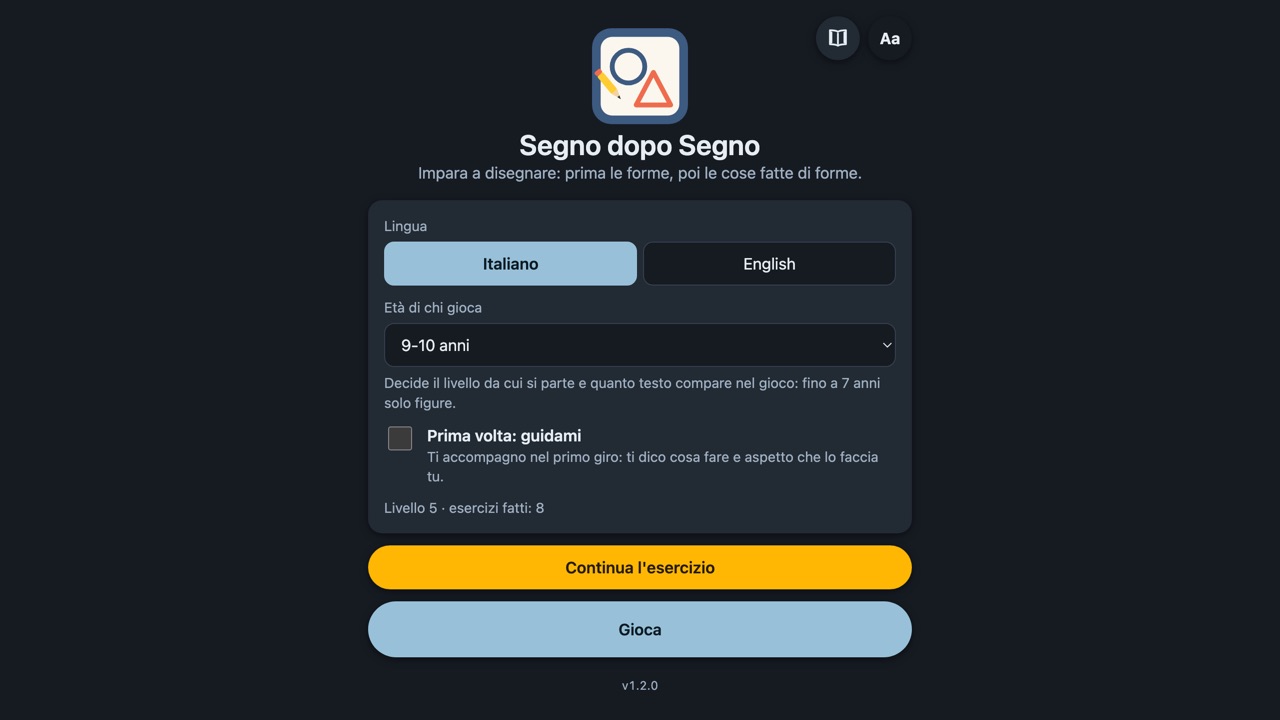 Aa
Segno dopo Segno
Impara a disegnare: prima le forme, poi le cose fatte di forme.
Lingua
Italiano
English
Età di chi gioca
9-10 anni
Decide il livello da cui si parte e quanto testo compare nel gioco: fino a 7 anni
solo figure.
Prima volta: guidami
Ti accompagno nel primo giro: ti dico cosa fare e aspetto che lo faccia
tu.
Livello 5 · esercizi fatti: 8
Continua l'esercizio
Gioca
v1.2.0